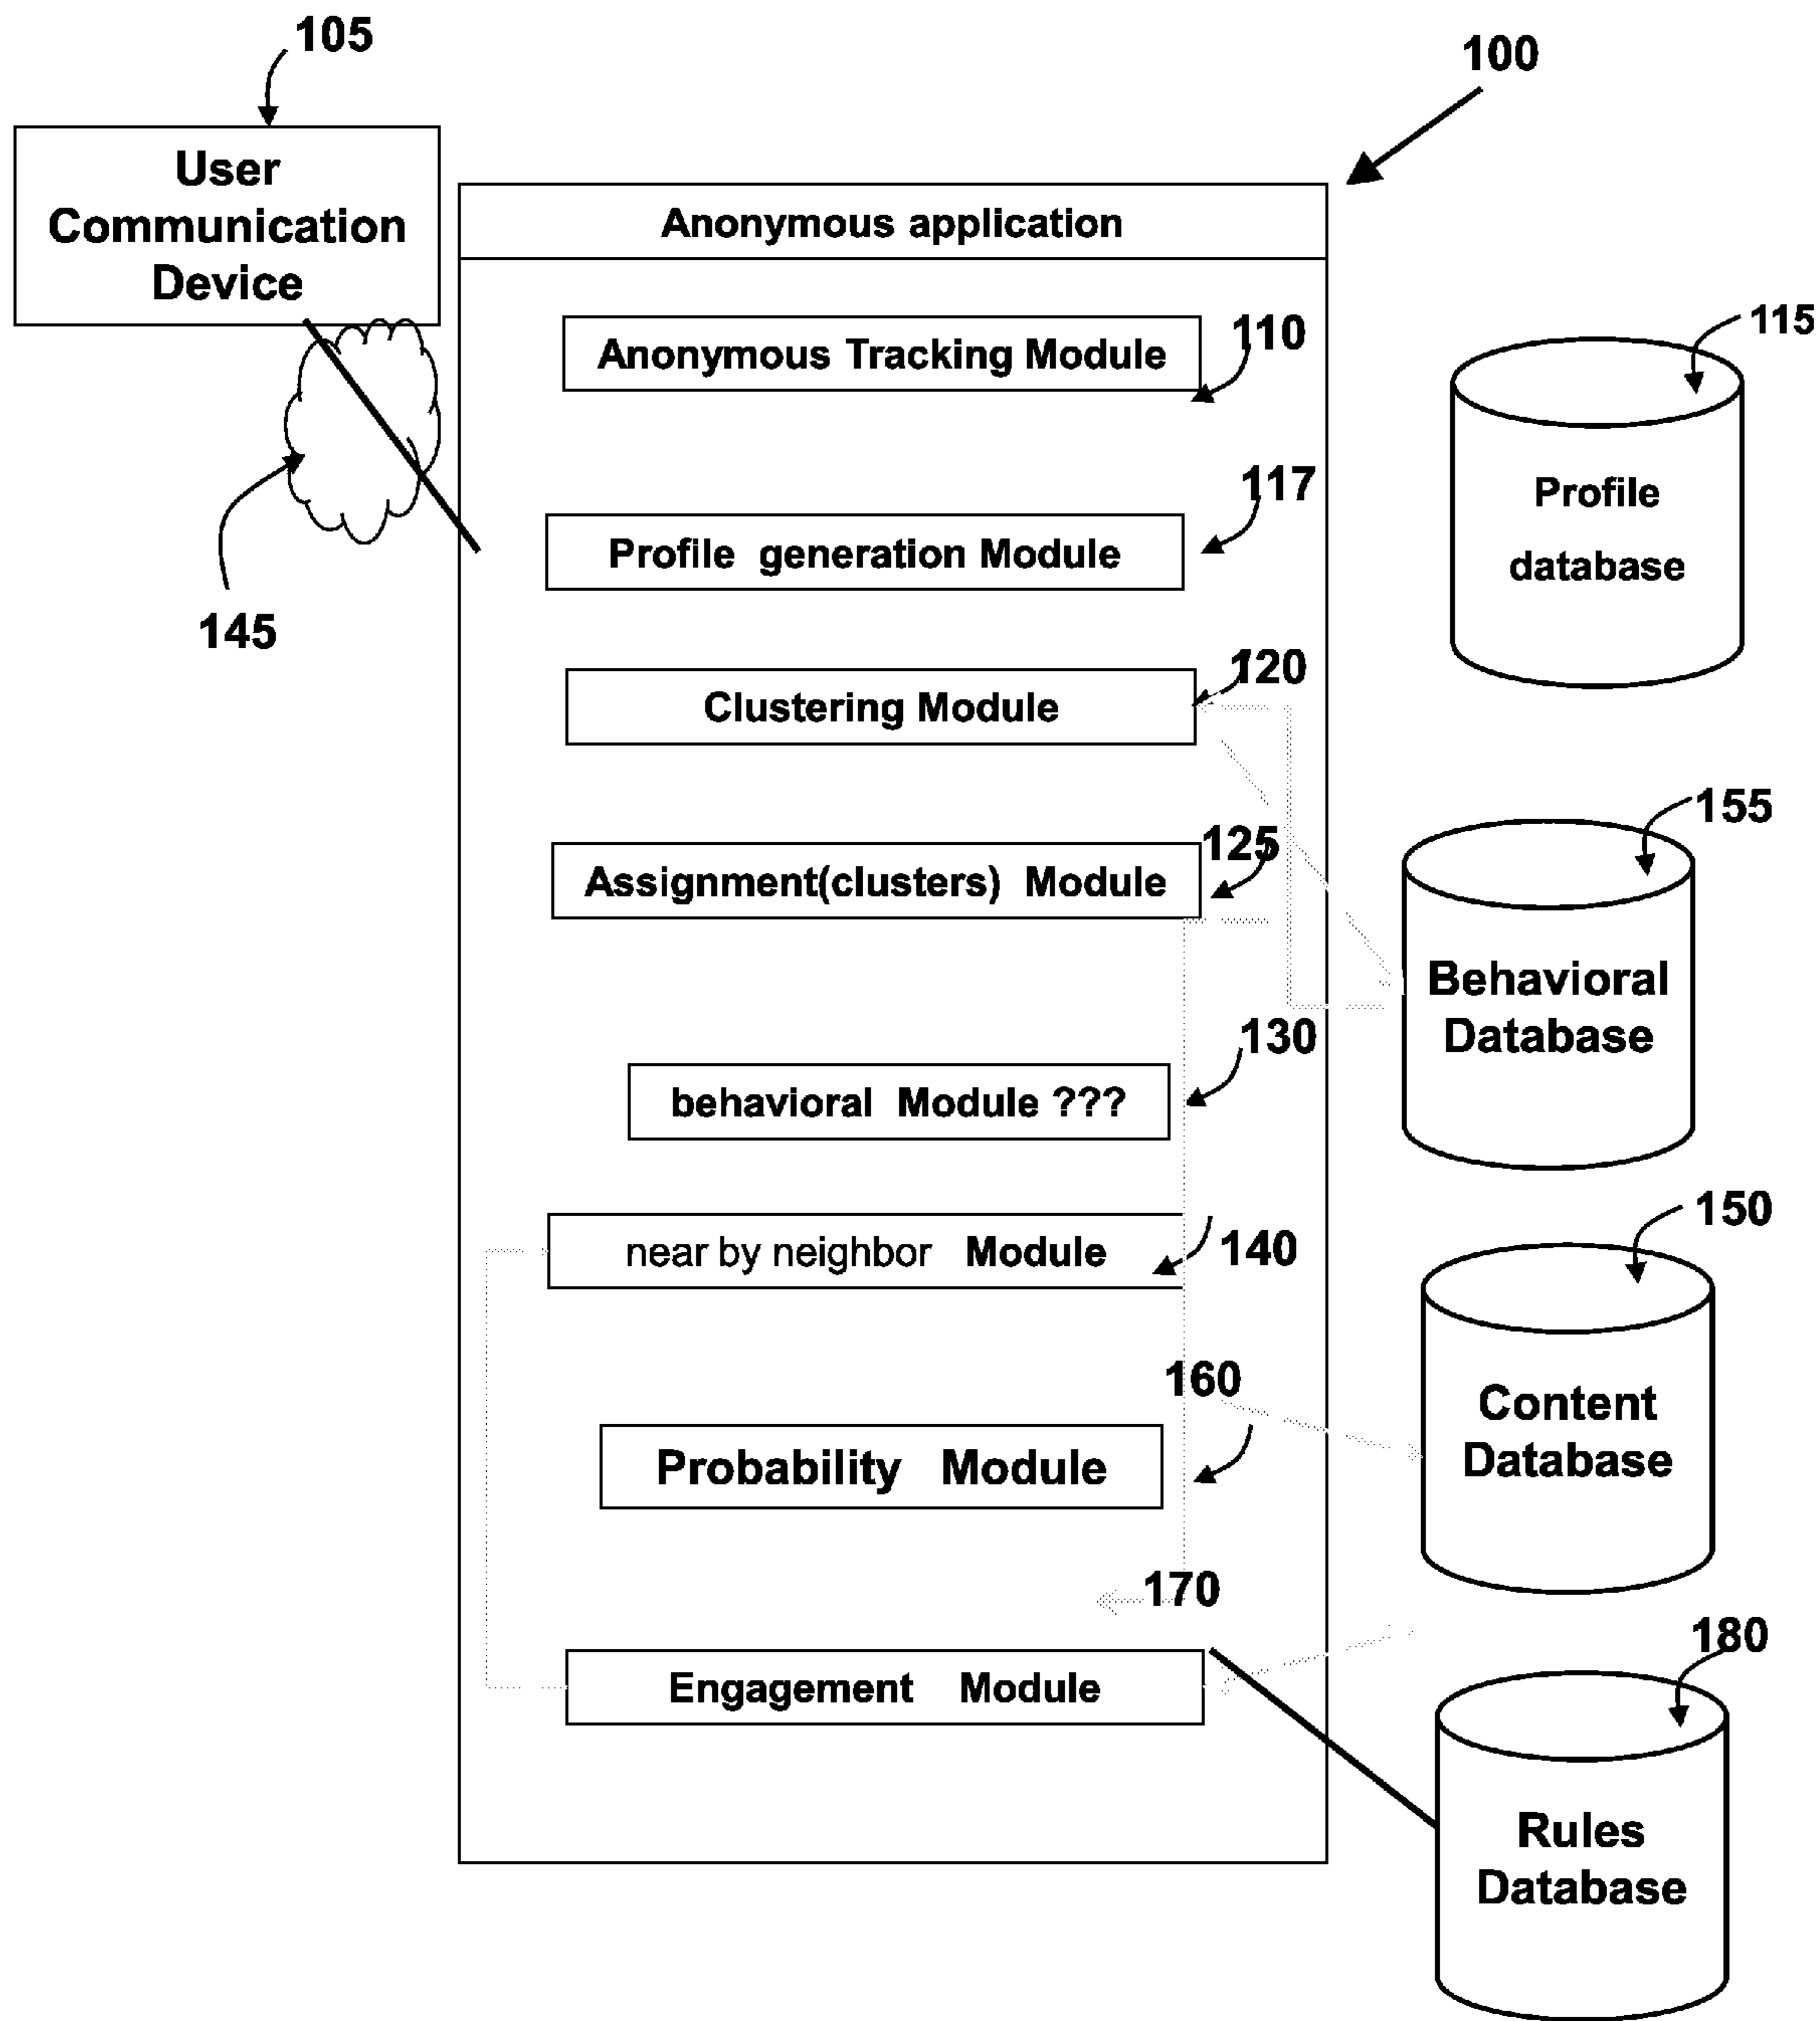 105
100
User
Communication
Device
Anonymous application
Anonymous Tracking Module
110
115
Profile
database
Profile generation Module
117
145
Clustering Module
120
Assignment(clusters) Module
125
155
Behavioral
Database
behavioral Module ???
130
near by neighbor Module
140
150
Content
Database
160
Probability Module
170
Engagement Module
180
Rules
Database